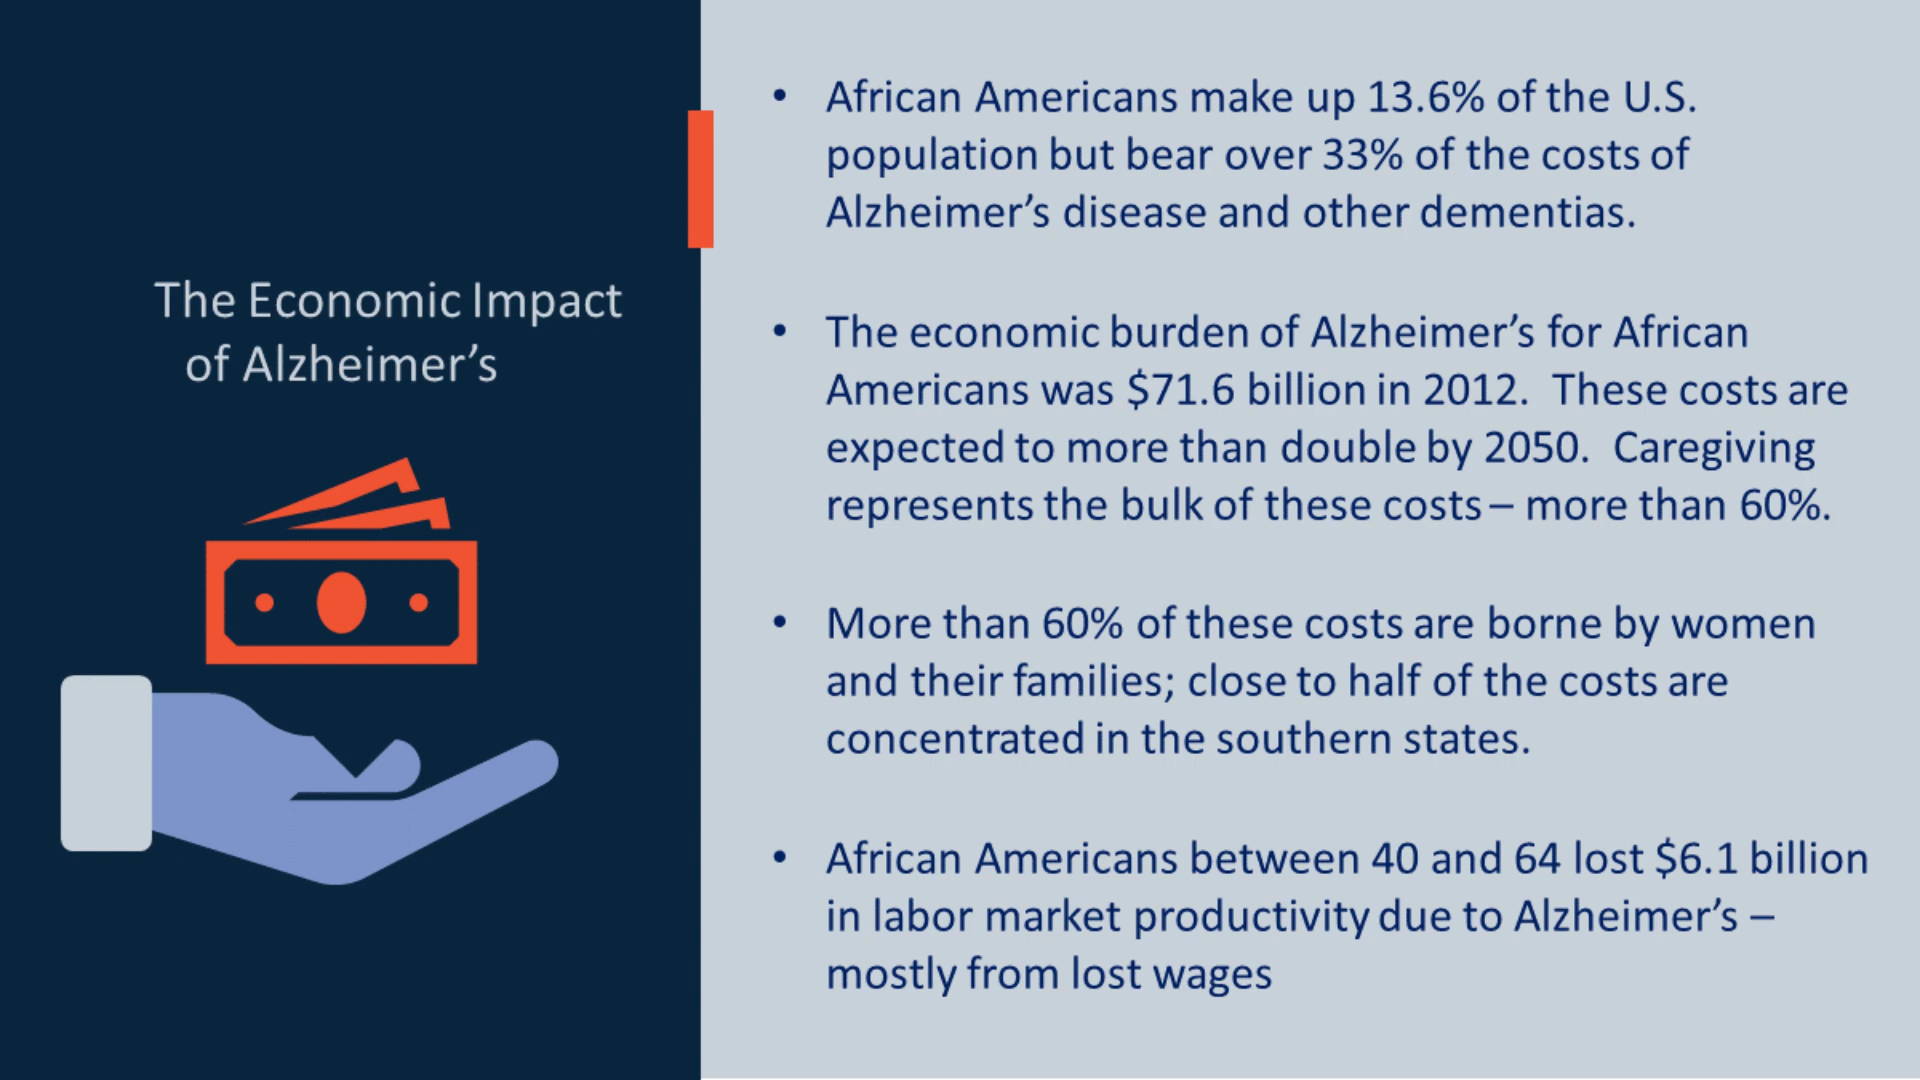 The Economic Impact
of Alzheimer’s
• African Americans make up 13.6% of the U.S.
population but bear over 33% of the costs of
Alzheimer’s disease and other dementias.
• The economic burden of Alzheimer’s for African
Americans was $71.6 billion in 2012.  These costs are
expected to more than double by 2050.  Caregiving
represents the bulk of these costs – more than 60%.
• More than 60% of these costs are borne by women
and their families; close to half of the costs are
concentrated in the southern states.
• African Americans between 40 and 64 lost $6.1 billion
in labor market productivity due to Alzheimer’s –
mostly from lost wages